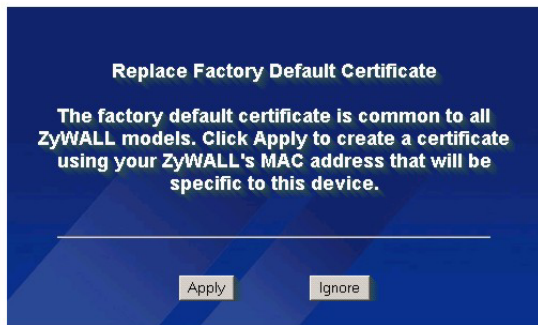 Replace Factory Default Certificate
The factory default certificate is common to all
ZyWALL models. Click Apply to create a certificate
using your ZyWALL's MAC address that will be
specific to this device.
Apply Ignore